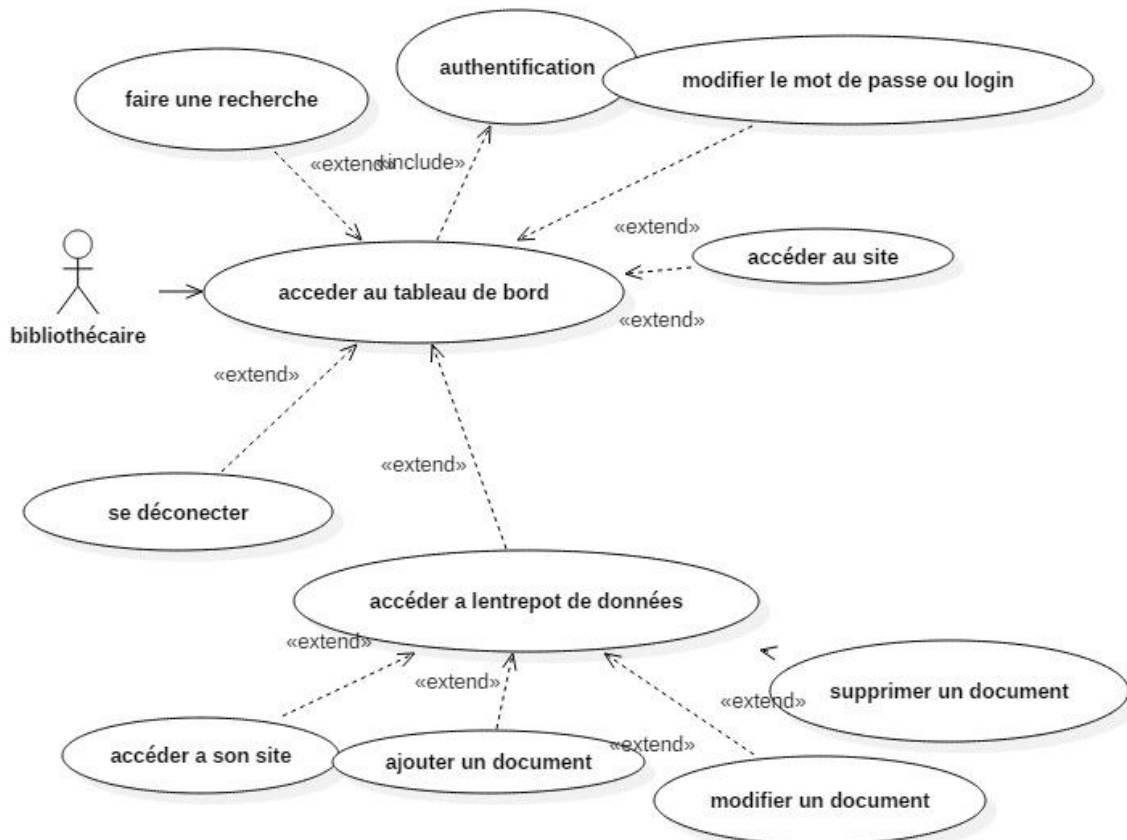 authentification
modifier le mot de passe ou login
faire une recherche
«extend»
«include»
«extend»
accéder au site
acceder au tableau de bord
«extend»
bibliothécaire
«extend»
«extend»
se déconecter
accéder a lentrepot de données
«extend»
«extend»
supprimer un document
«extend»
«extend»
accéder a son site
ajouter un document
modifier un document